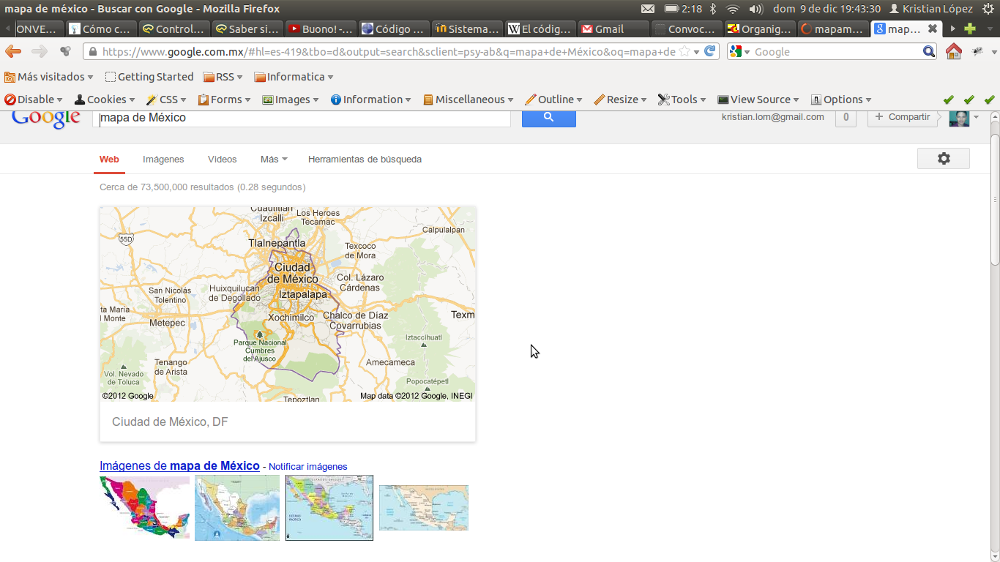 mapa de méxico - Buscar con Google - Mozilla Firefox
2:18
dom 9 de dic 19:43:30
Kristian López
ONVE...
Cómo c...
Control...
Saber si...
Buono! -...
Código ...
Sistema...
El códig...
Gmail
Convoc...
Organig...
mapam...
map...
https://www.google.com.mx/#hl=es-419&tbo=d&output=search&sclient=psy-ab&q=mapa+de+México&oq=mapa+de
Google
Más visitados
Getting Started
RSS
Informatica
Disable
Cookies
CSS
Forms
Images
Information
Miscellaneous
Outline
Resize
Tools
View Source
Options
Google
mapa de México
kristian.lom@gmail.com
0
+ Compartir
Web
Imágenes
Videos
Más
Herramientas de búsqueda
Cerca de 73,500,000 resultados (0.28 segundos)
Cuautitlán
Izcalli
Los Heroes
Tecamac
Calpulalpan
55D
Tlalnepantla
Texcoco
de Mora
Ciudad
de México
Col. Lázaro
Cárdenas
Huixquilucan
de Degollado
San Nicolás
Tolentino
Iztapalapa
ta María
l Monte
Metepec
Xochimilco
Chalco de Díaz
Covarrubias
Texm
Parque Nacional
Cumbres
del Ajusco
Iztaccihuatl
Tenango
de Arista
Amecameca
Vol. Nevado
de Toluca
Popocatépetl
Tepoztlan
©2012 Google
Map data ©2012 Google, INEGI
Ciudad de México, DF
Imágenes de mapa de México - Notificar imágenes
OCEANO
PACIFICO